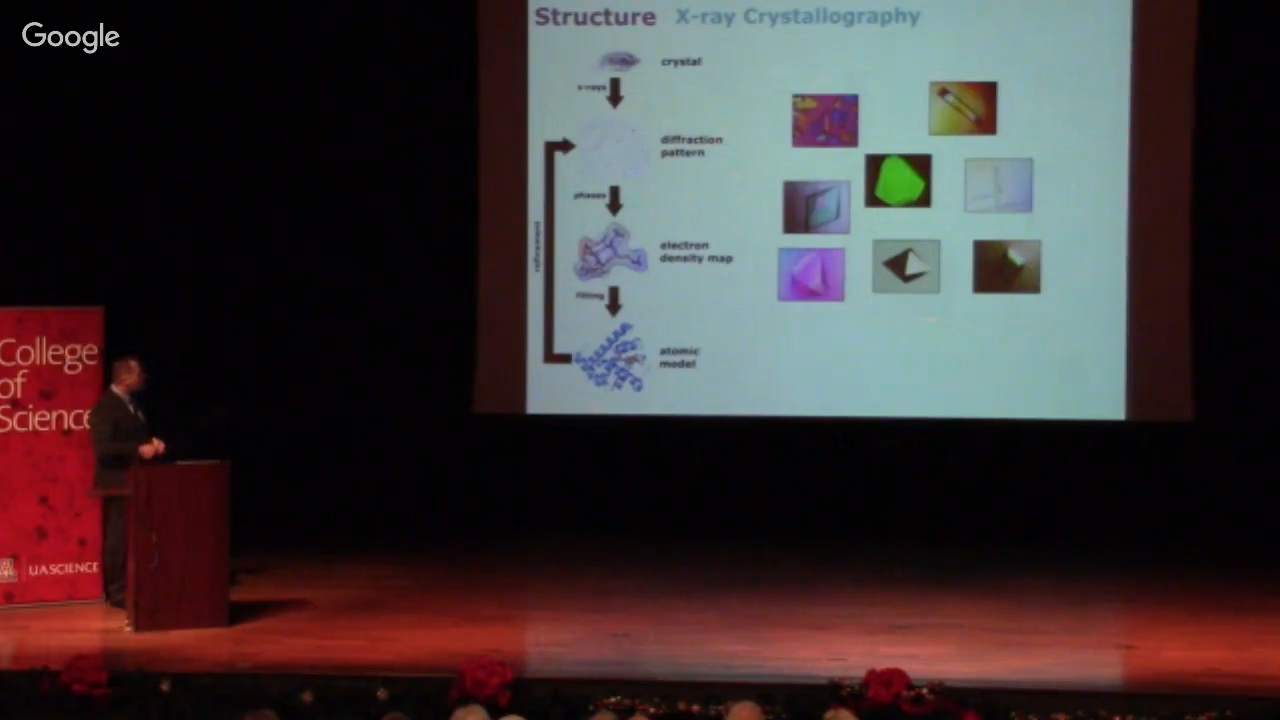 Google
Structure X-ray Crystallography
crystal
x-rays
diffraction
pattern
phases
electron
density map
fitting
atomic
model
College
of
Science
UA SCIENCE